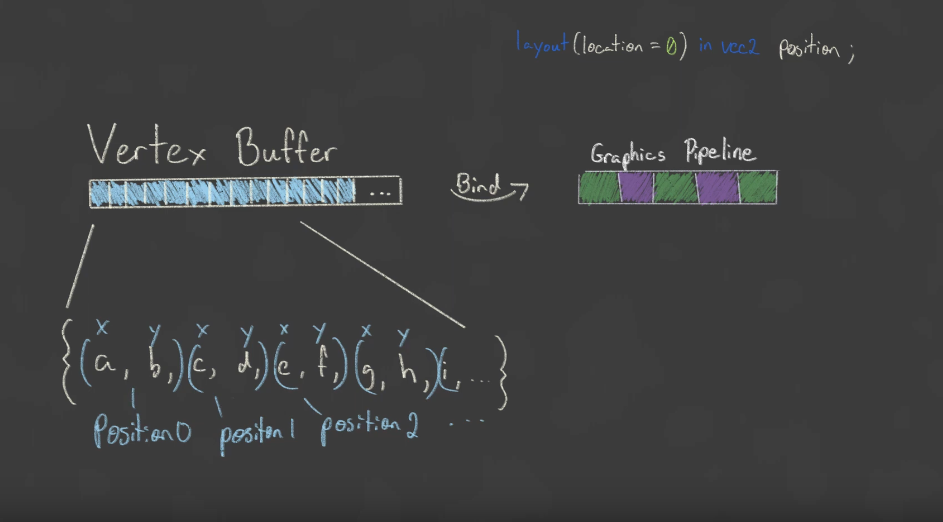 layout(location = 0) in vec2 position;
Vertex Buffer
Graphics Pipeline
...
Bind
x y x y x y x y
{(a, b,)(c, d,)(e, f,)(g, h,)(i, ...}
Position0 positon1 position2 ....